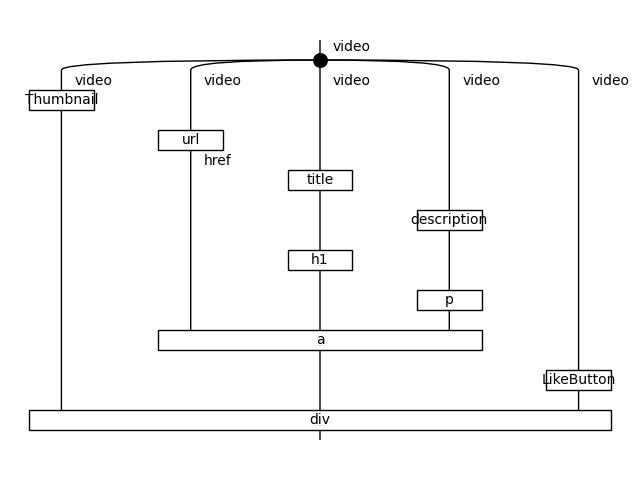 video
video
video
video
video
video
Thumbnail
url
href
title
description
h1
p
a
LikeButton
div